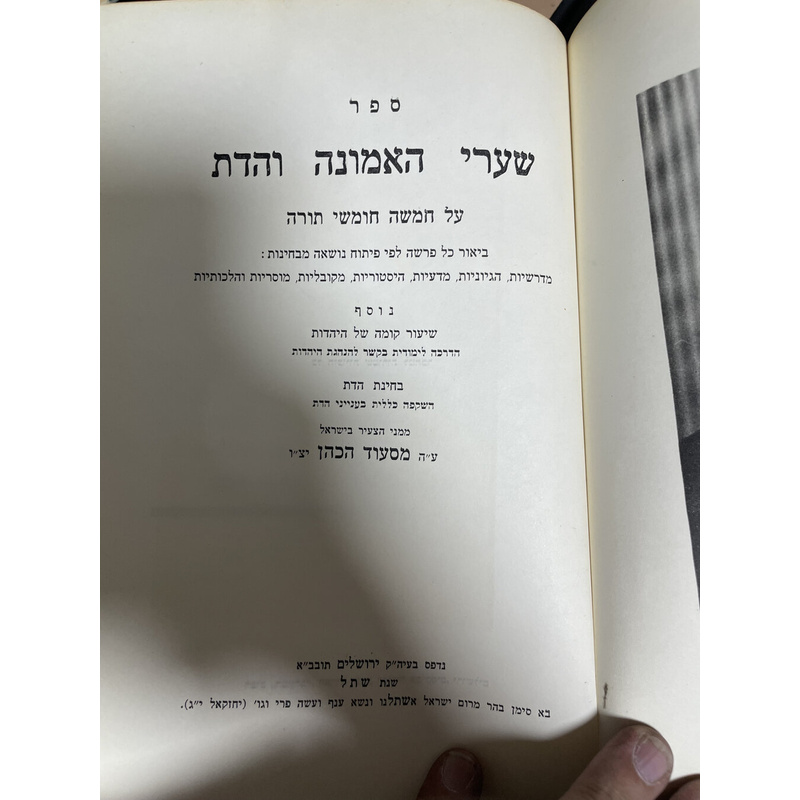 ספר
שערי האמונה והדת
על חמשה חומשי תורה
ביאור כל פרשה לפי פיתוח נושאה מבחינות:
מדרשיות, הגיוניות, מדעיות, היסטוריות, מקובליות, מוסריות והלכותיות
נוסף
שיעור קומה של היהדות
הדרכה לימודית בקשר להנהגת היהדות
בחינת הדת
השקפה כללית בענייני הדת
ממני הצעיר בישראל
ע״ה מסעוד הכהן יצ״ו
נדפס בעיה״ק ירושלים תובב״א
שנת שתל
בא סימן בהר מרום ישראל אשתלנו ונשא ענף ועשה פרי וגו׳ (יחזקאל י״ג).